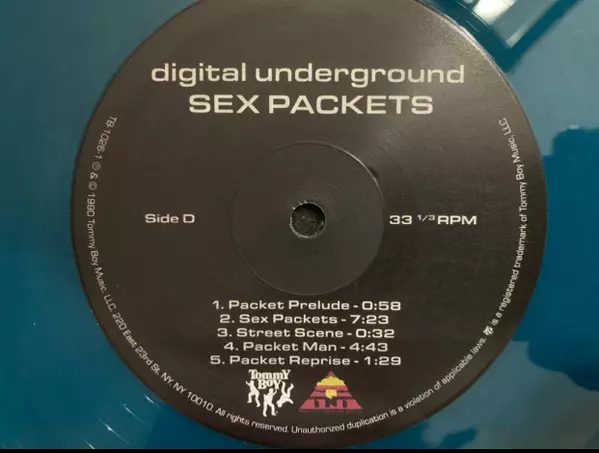 digital underground
SEX PACKETS
Side D
33 1/3 RPM
1. Packet Prelude - 0:58
2. Sex Packets - 7:23
3. Street Scene - 0:32
4. Packet Man - 4:43
5. Packet Reprise - 1:29
Tommy
Boy
TNT
TB-1026-1 ℗ & © 1990 Tommy Boy Music, LLC, 220 East 23rd St, NY, NY 10010. All rights reserved. Unauthorized duplication is a violation of applicable laws. is a registered trademark of Tommy Boy Music, LLC